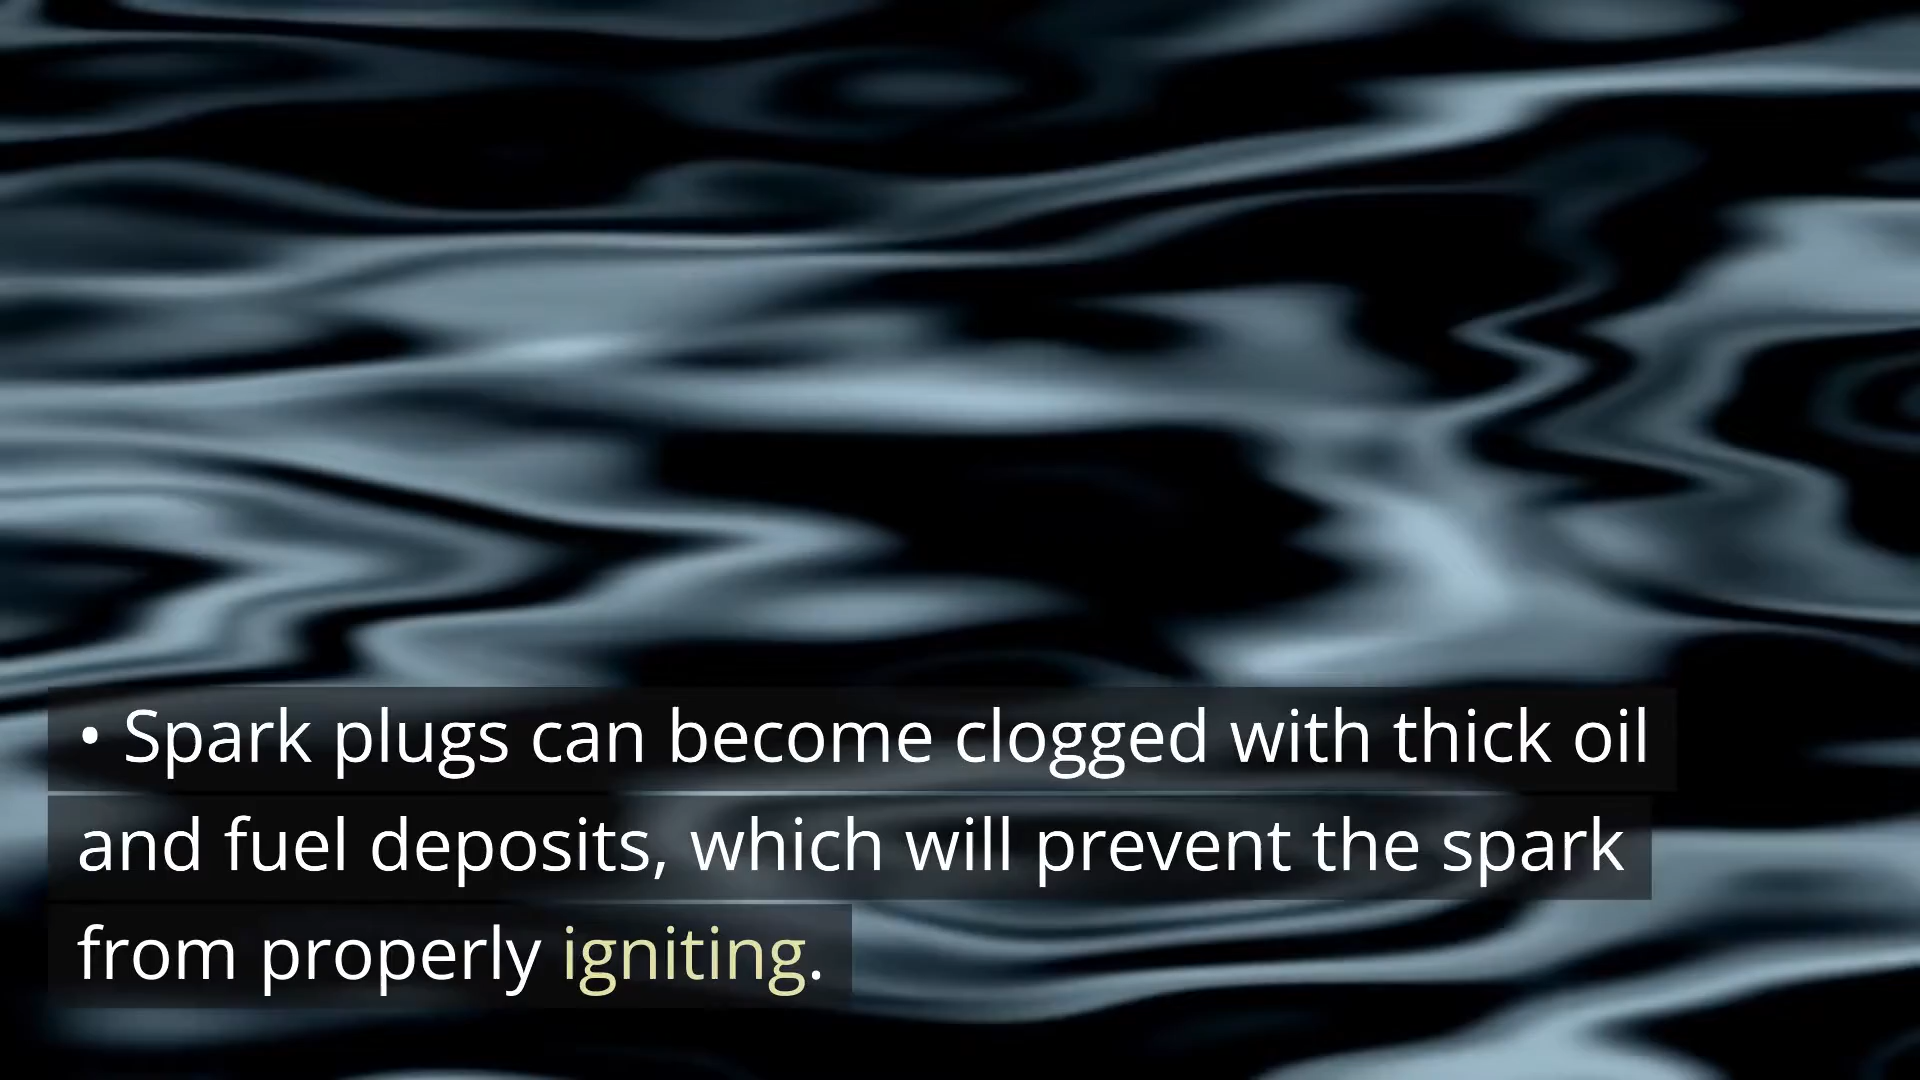 • Spark plugs can become clogged with thick oil
and fuel deposits, which will prevent the spark
from properly igniting.